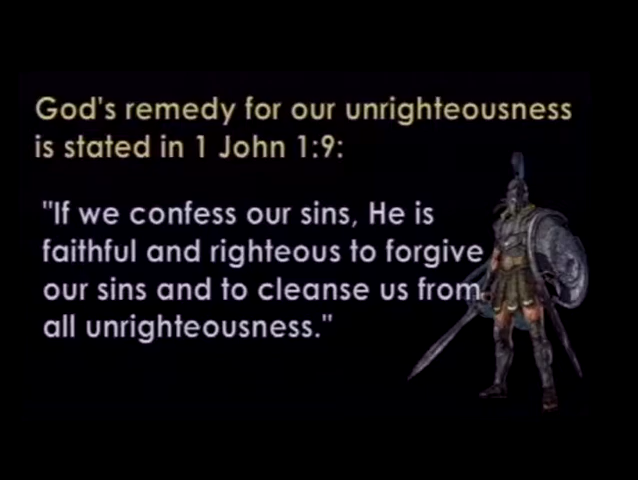 God's remedy for our unrighteousness
is stated in 1 John 1:9:
"If we confess our sins, He is
faithful and righteous to forgive
our sins and to cleanse us from
all unrighteousness."